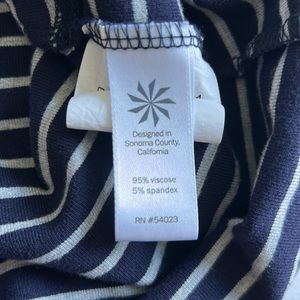 Designed in
Sonoma County,
California
95% viscose
5% spandex
RN #54023